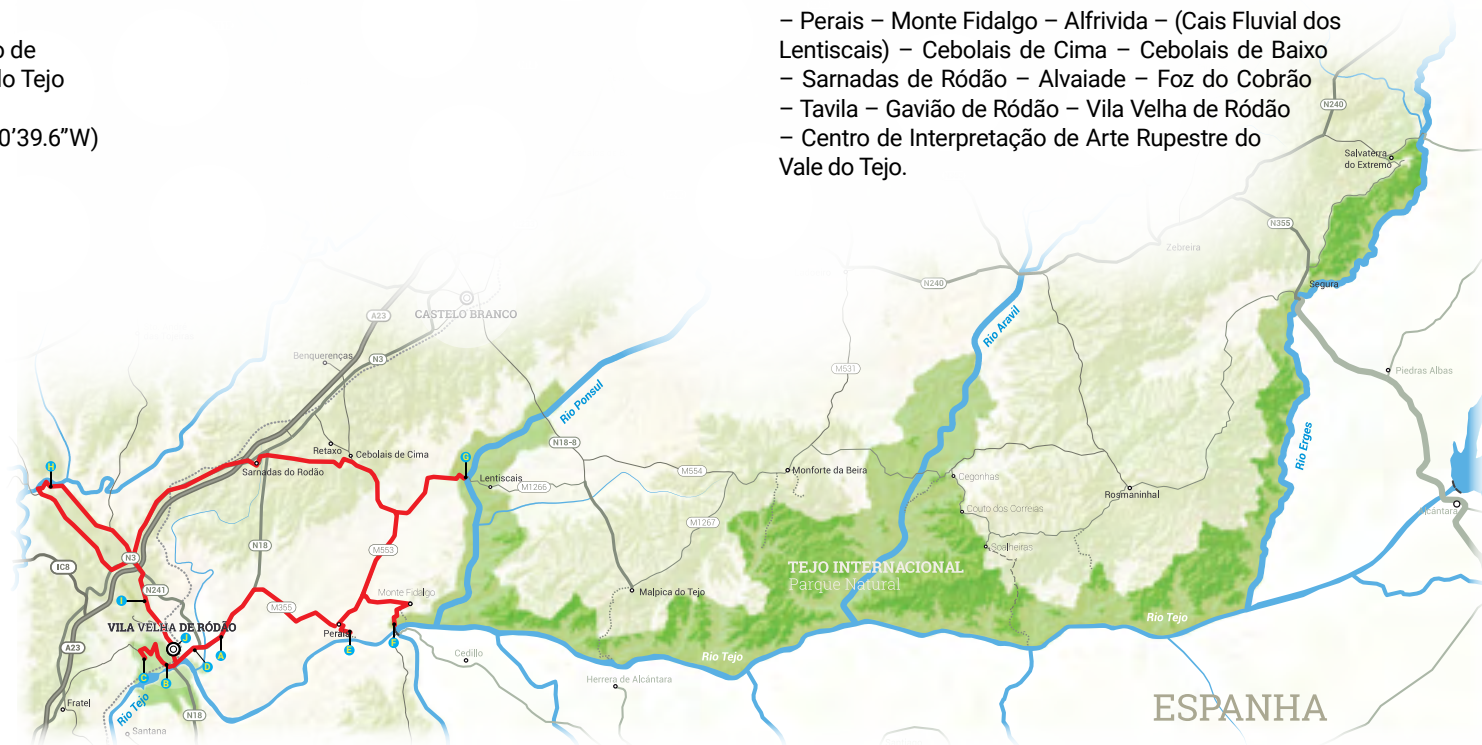 o de
do Tejo
0'39.6"W)
– Perais – Monte Fidalgo – Alfrivida – (Cais Fluvial dos
Lentiscais) – Cebolais de Cima – Cebolais de Baixo
– Sarnadas de Ródão – Alvaiade – Foz do Cobrão
– Tavila – Gavião de Ródão – Vila Velha de Ródão
– Centro de Interpretação de Arte Rupestre do
Vale do Tejo.
N240
Salvaterra
do Extremo
N355
Zebreira
N240
Segura
Rio Aravil
CASTELO BRANCO
A23
N3
Benquerenças
M531
Piedras Albas
Rio Ponsul
Rio Erges
N18-8
Retaxo
Cebolais de Cima
Sarnadas do Rodão
H
G
Lentiscais
M1266
M554
Monforte da Beira
Cegonhas
Rosmaninhal
Couto dos Correias
M1267
Soalheiras
N18
M553
N3
IC8
N241
TEJO INTERNACIONAL
Parque Natural
Malpica do Tejo
Monte Fidalgo
M355
I
VILA VELHA DE RÓDÃO
Perais
Rio Tejo
A23
J
A
E
F
D
C
B
Cedillo
Rio Tejo
Herrera de Alcántara
Fratel
Rio Tejo
N18
Santana
ESPANHA